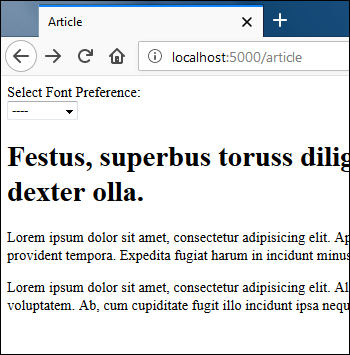 Article
localhost:5000/article
Select Font Preference:
----
Festus, superbus toruss dilig
dexter olla.
Lorem ipsum dolor sit amet, consectetur adipisicing elit. Ap
provident tempora. Expedita fugiat harum in incidunt minus
Lorem ipsum dolor sit amet, consectetur adipisicing elit. Al
voluptatem. Ab, cum cupiditate fugit illo incidunt ipsa neque